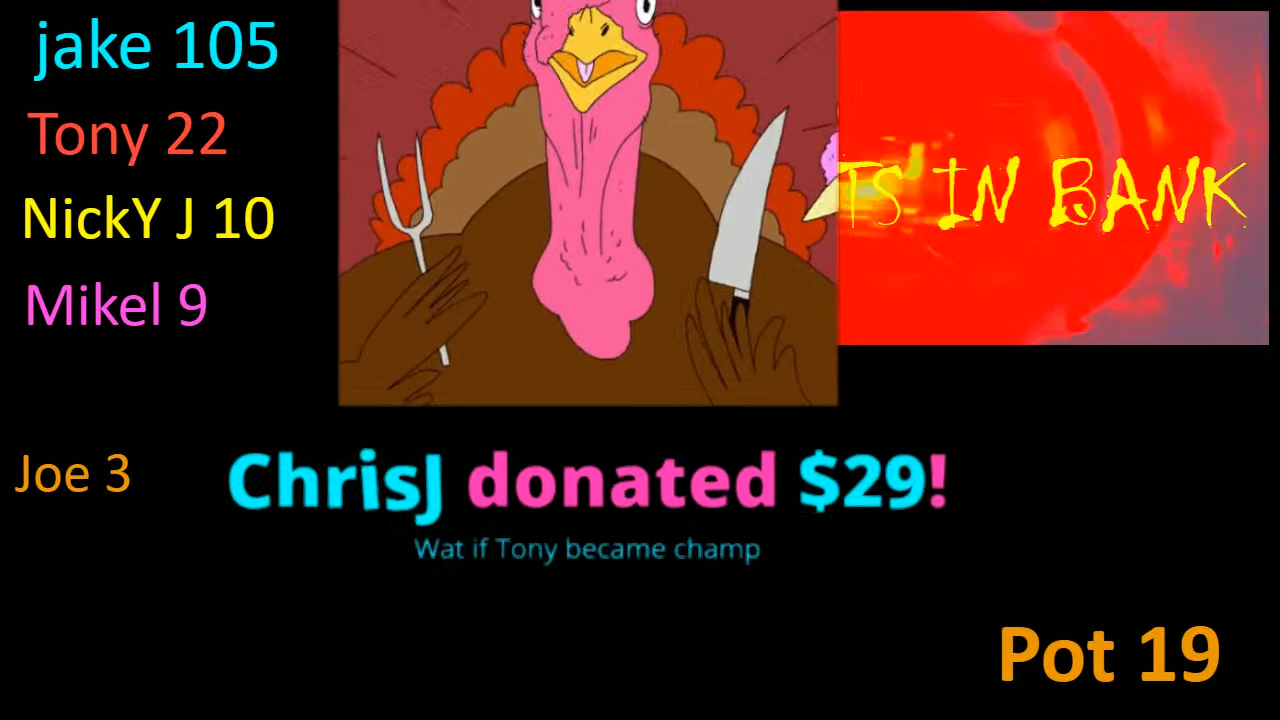 jake 105
Tony 22
NickY J 10
Mikel 9
TS IN BANK
Joe 3
ChrisJ donated $29!
Wat if Tony became champ
Pot 19